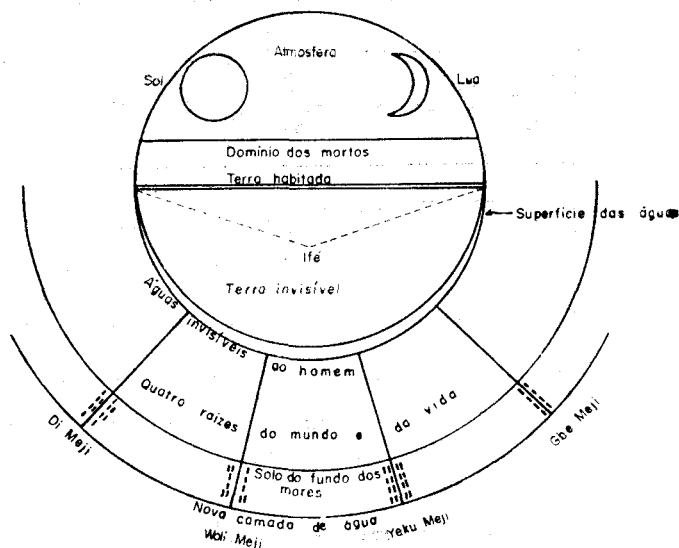 Atmosfera
Sol
Lua
Domínio dos mortos
Terra habitada
Superfície das águas
Ifé
Terra invisível
Águas invisíveis ao homem
Quatro raízes do mundo e da vida
Di Meji
Gbe Meji
Solo do fundo dos
mares
Nova camada de água
Woli Meji
Yeku Meji